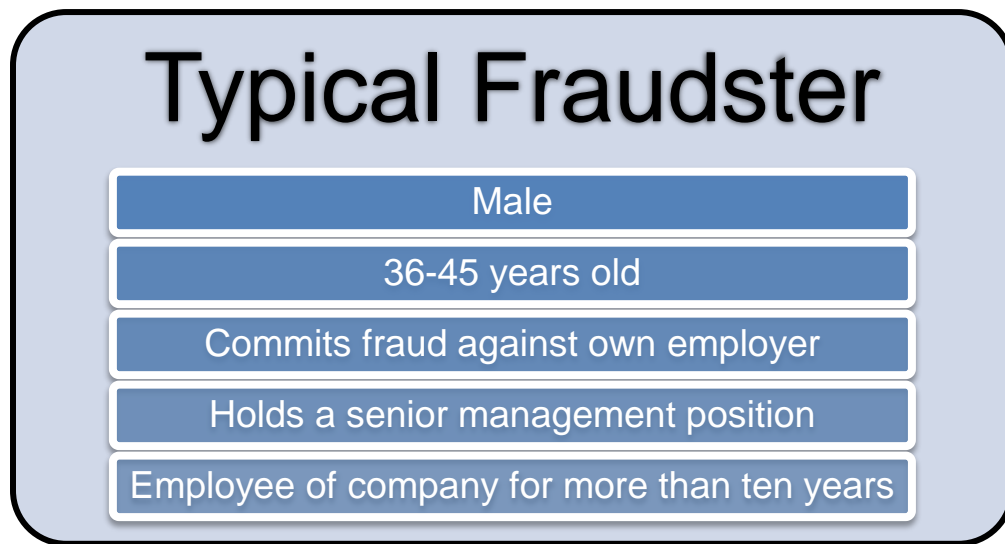 Typical Fraudster
Male
36-45 years old
Commits fraud against own employer
Holds a senior management position
Employee of company for more than ten years